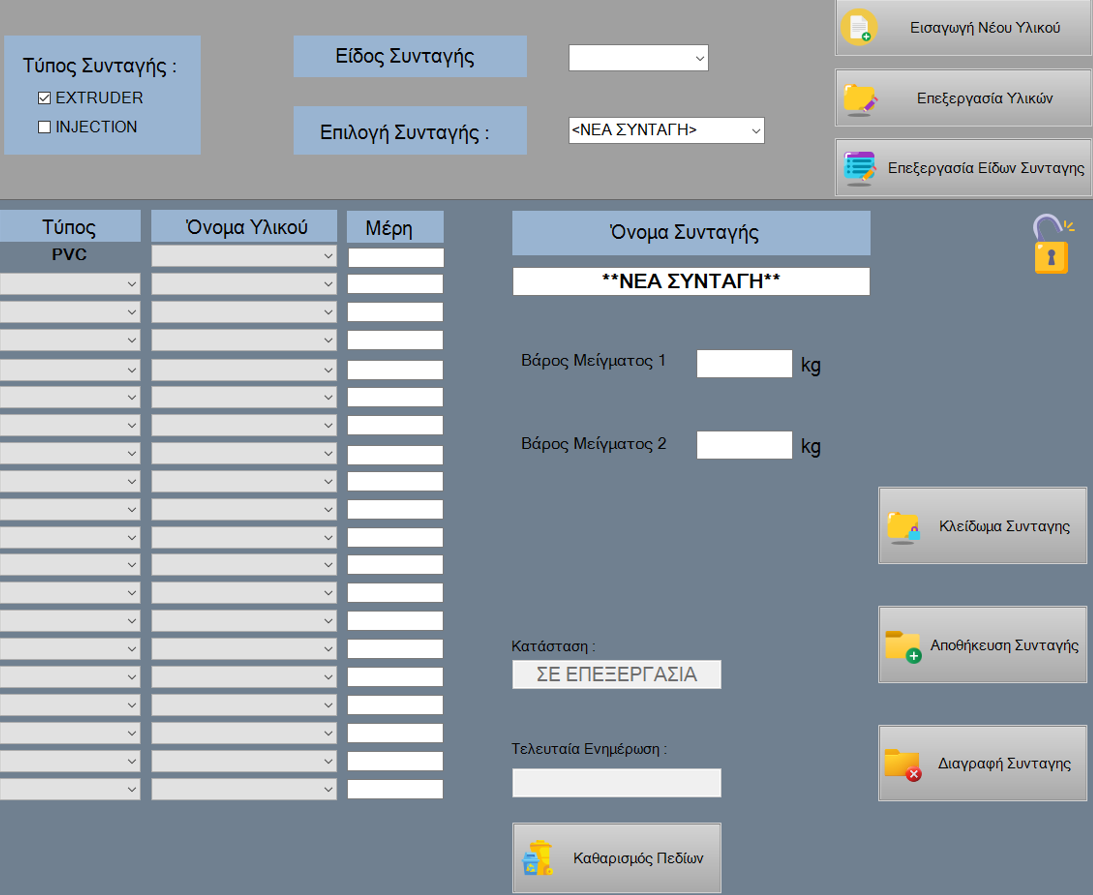 Τύπος Συνταγής :
EXTRUDER
INJECTION
Είδος Συνταγής
Επιλογή Συνταγής :
<ΝΕΑ ΣΥΝΤΑΓΗ>
Εισαγωγή Νέου Υλικού
Επεξεργασία Υλικών
Επεξεργασία Είδων Συνταγης
Τύπος
Όνομα Υλικού
Μέρη
PVC
Όνομα Συνταγής
**ΝΕΑ ΣΥΝΤΑΓΗ**
Βάρος Μείγματος 1
kg
Βάρος Μείγματος 2
kg
Κλείδωμα Συνταγης
Κατάσταση :
ΣΕ ΕΠΕΞΕΡΓΑΣΙΑ
Αποθήκευση Συνταγής
Τελευταία Ενημέρωση :
Διαγραφή Συνταγης
Καθαρισμός Πεδίων